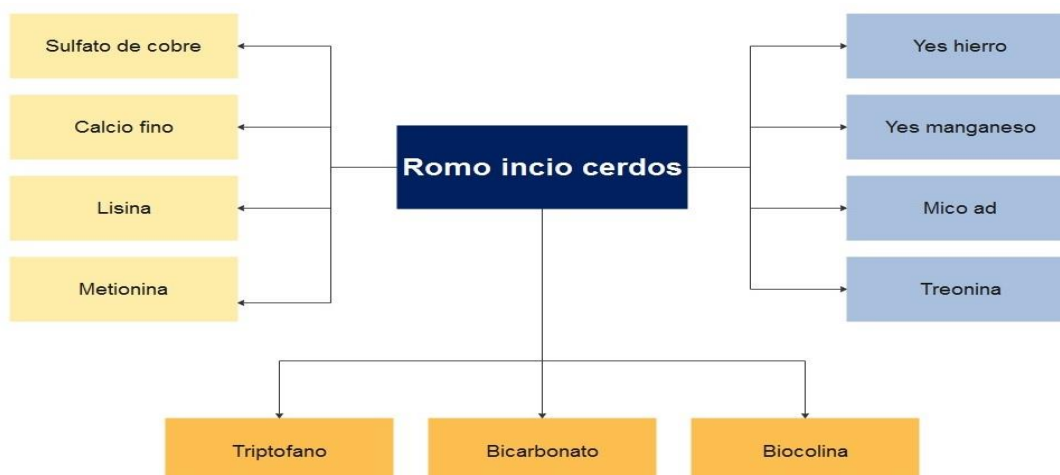 Sulfato de cobre
Calcio fino
Lisina
Metionina
Romo incio cerdos
Yes hierro
Yes manganeso
Mico ad
Treonina
Triptofano
Bicarbonato
Biocolina